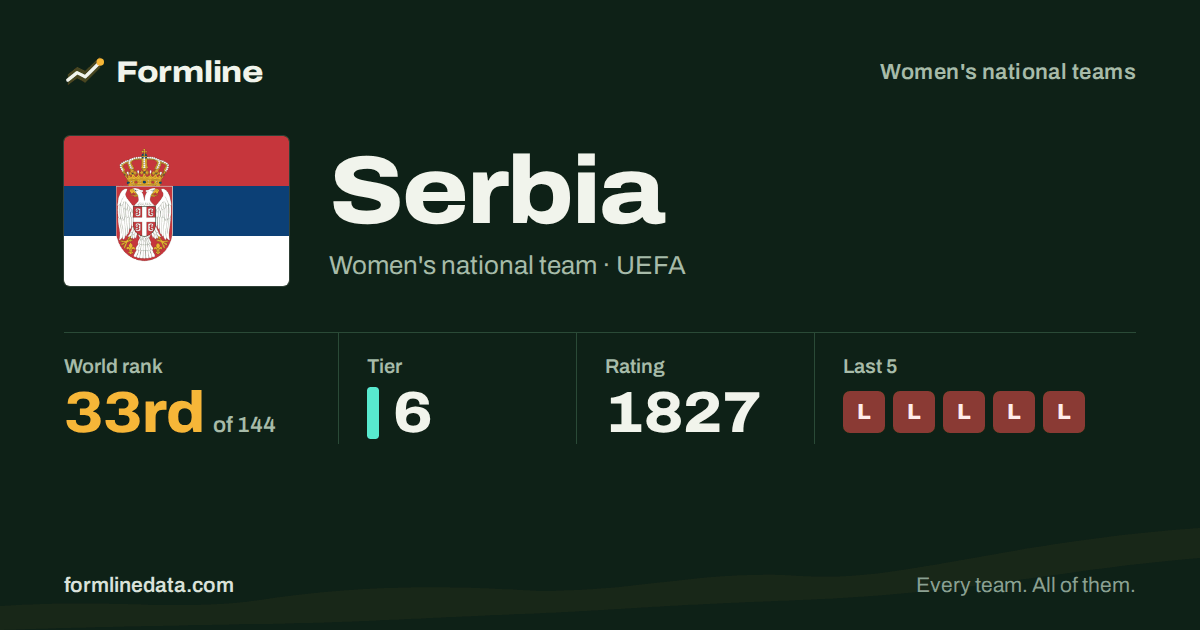 Formline
Women's national teams
Serbia
Women's national team · UEFA
World rank
33rd of 144
Tier
6
Rating
1827
Last 5
L L L L L
formlinedata.com
Every team. All of them.